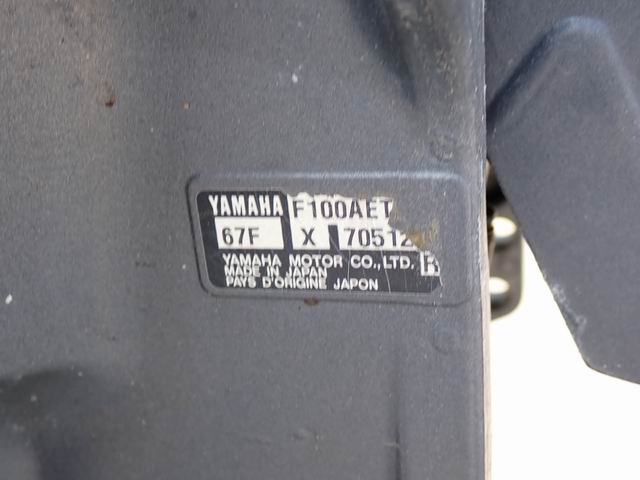 YAMAHA F100AET
67F X 70512
YAMAHA MOTOR CO.,LTD.
MADE IN JAPAN
PAYS D'ORIGINE JAPON